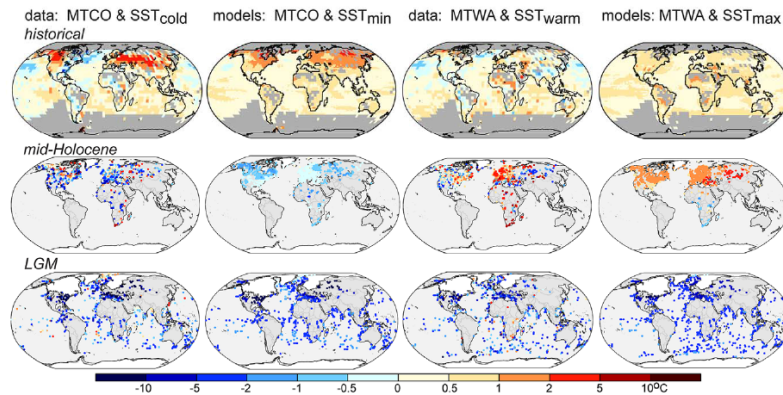 data: MTCO & SSTcold models: MTCO & SSTmin data: MTWA & SSTwarm models: MTWA & SSTmax
historical
mid-Holocene
LGM
-10 -5 -2 -1 -0.5 0 0.5 1 2 5 10°C